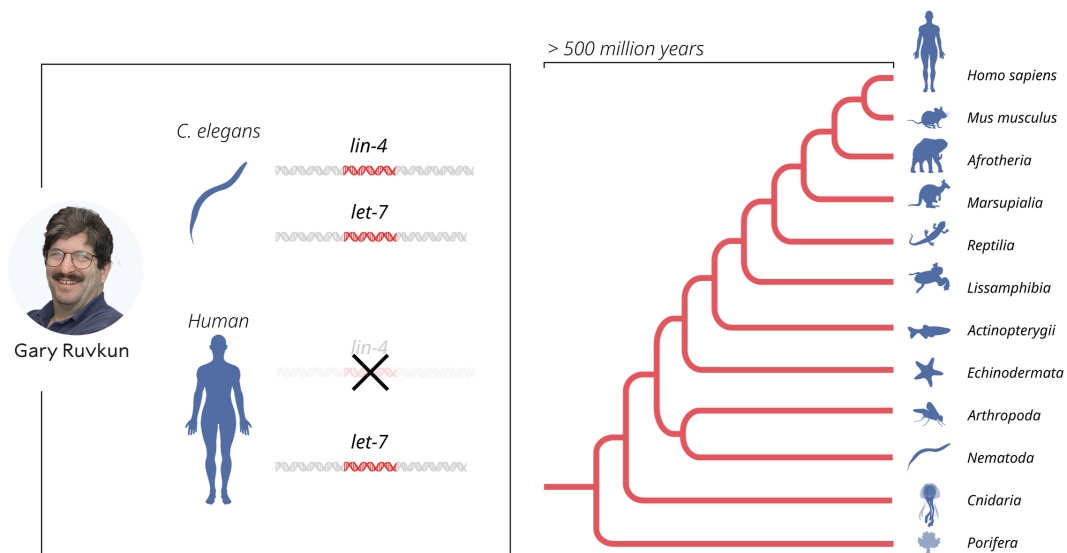 C. elegans
lin-4
let-7
Gary Ruvkun
Human
lin-4
let-7
> 500 million years
Homo sapiens
Mus musculus
Afrotheria
Marsupialia
Reptilia
Lissamphibia
Actinopterygii
Echinodermata
Arthropoda
Nematoda
Cnidaria
Porifera